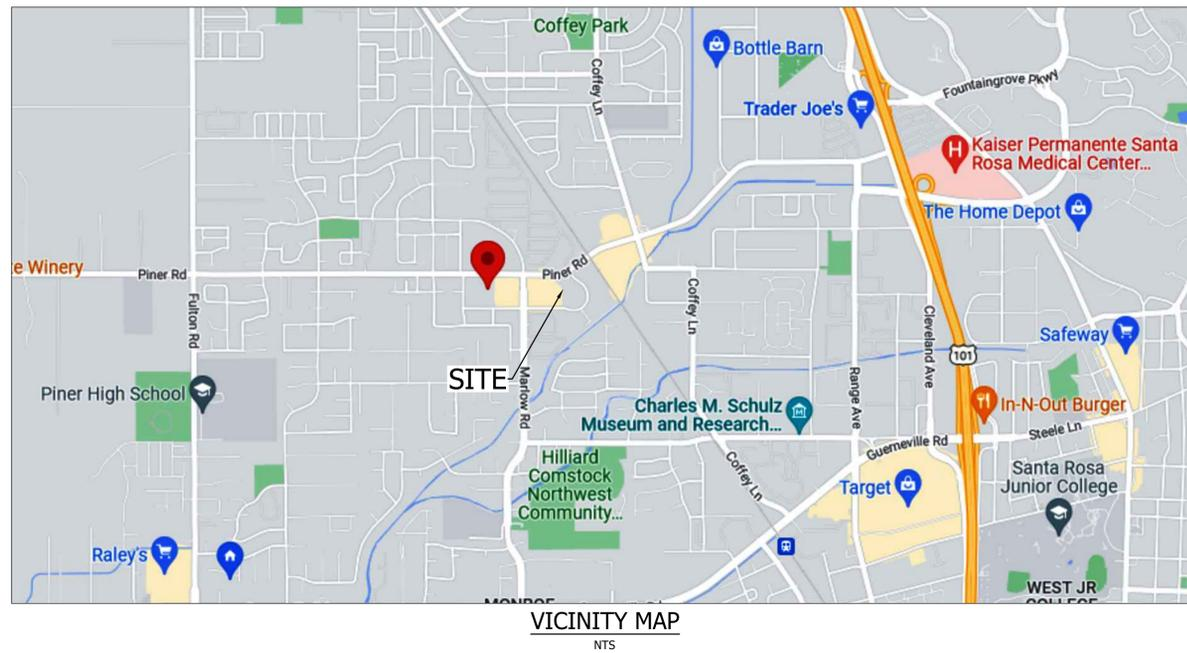 Coffey Park
Coffey Ln
Bottle Barn
Trader Joe's
Fountaingrove Pkwy
Kaiser Permanente Santa
Rosa Medical Center...
The Home Depot
e Winery
Piner Rd
Piner Rd
Fulton Rd
Coffey Ln
Cleveland Ave
Safeway
101
SITE
Piner High School
Marlow Rd
Range Ave
Charles M. Schulz
Museum and Research...
In-N-Out Burger
Steele Ln
Guerneville Rd
Hilliard
Comstock
Northwest
Community...
Coffey Ln
Target
Santa Rosa
Junior College
Raley's
WEST JR
VICINITY MAP
NTS